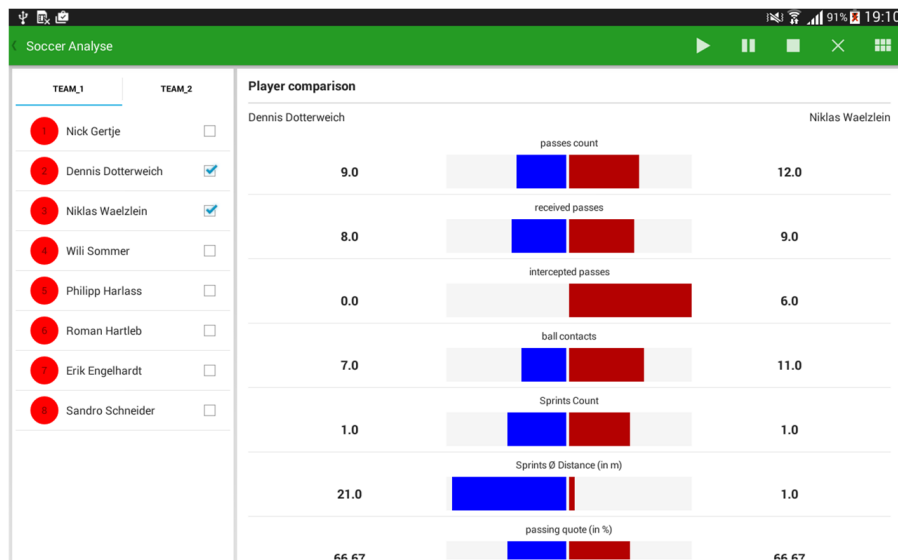 91% 19:10
Soccer Analyse
TEAM_1 TEAM_2
1 Nick Gertje
2 Dennis Dotterweich
3 Niklas Waelzlein
4 Wili Sommer
5 Philipp Harlass
6 Roman Hartleb
7 Erik Engelhardt
8 Sandro Schneider
Player comparison
Dennis Dotterweich Niklas Waelzlein
passes count
9.0 12.0
received passes
8.0 9.0
intercepted passes
0.0 6.0
ball contacts
7.0 11.0
Sprints Count
1.0 1.0
Sprints Ø Distance (in m)
21.0 1.0
passing quote (in %)
66.67 66.67